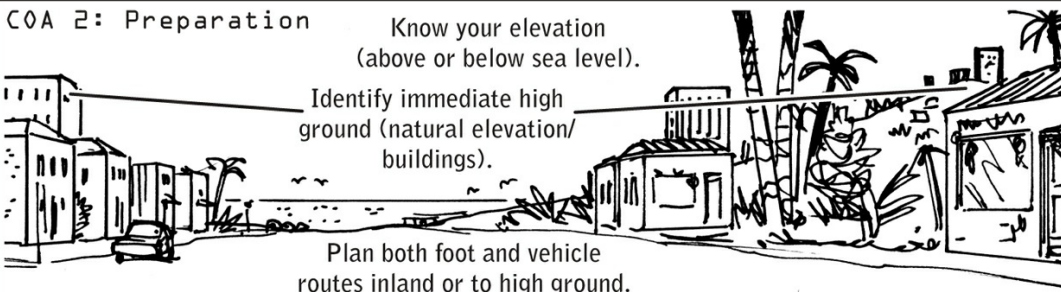 COA 2: Preparation
Know your elevation
(above or below sea level).
Identify immediate high
ground (natural elevation/
buildings).
Plan both foot and vehicle
routes inland or to high ground.